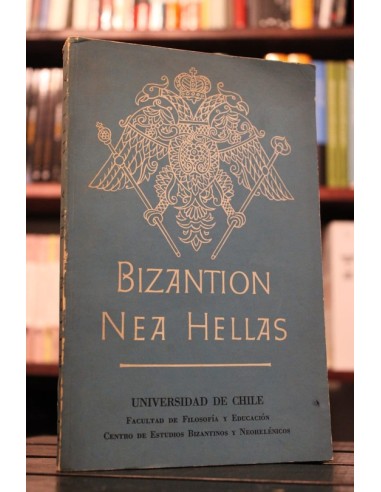 BIZANTION
NEA HELLAS
UNIVERSIDAD DE CHILE
FACULTAD DE FILOSOFÍA Y EDUCACIÓN
CENTRO DE ESTUDIOS BIZANTINOS Y NEOHELÉNICOS